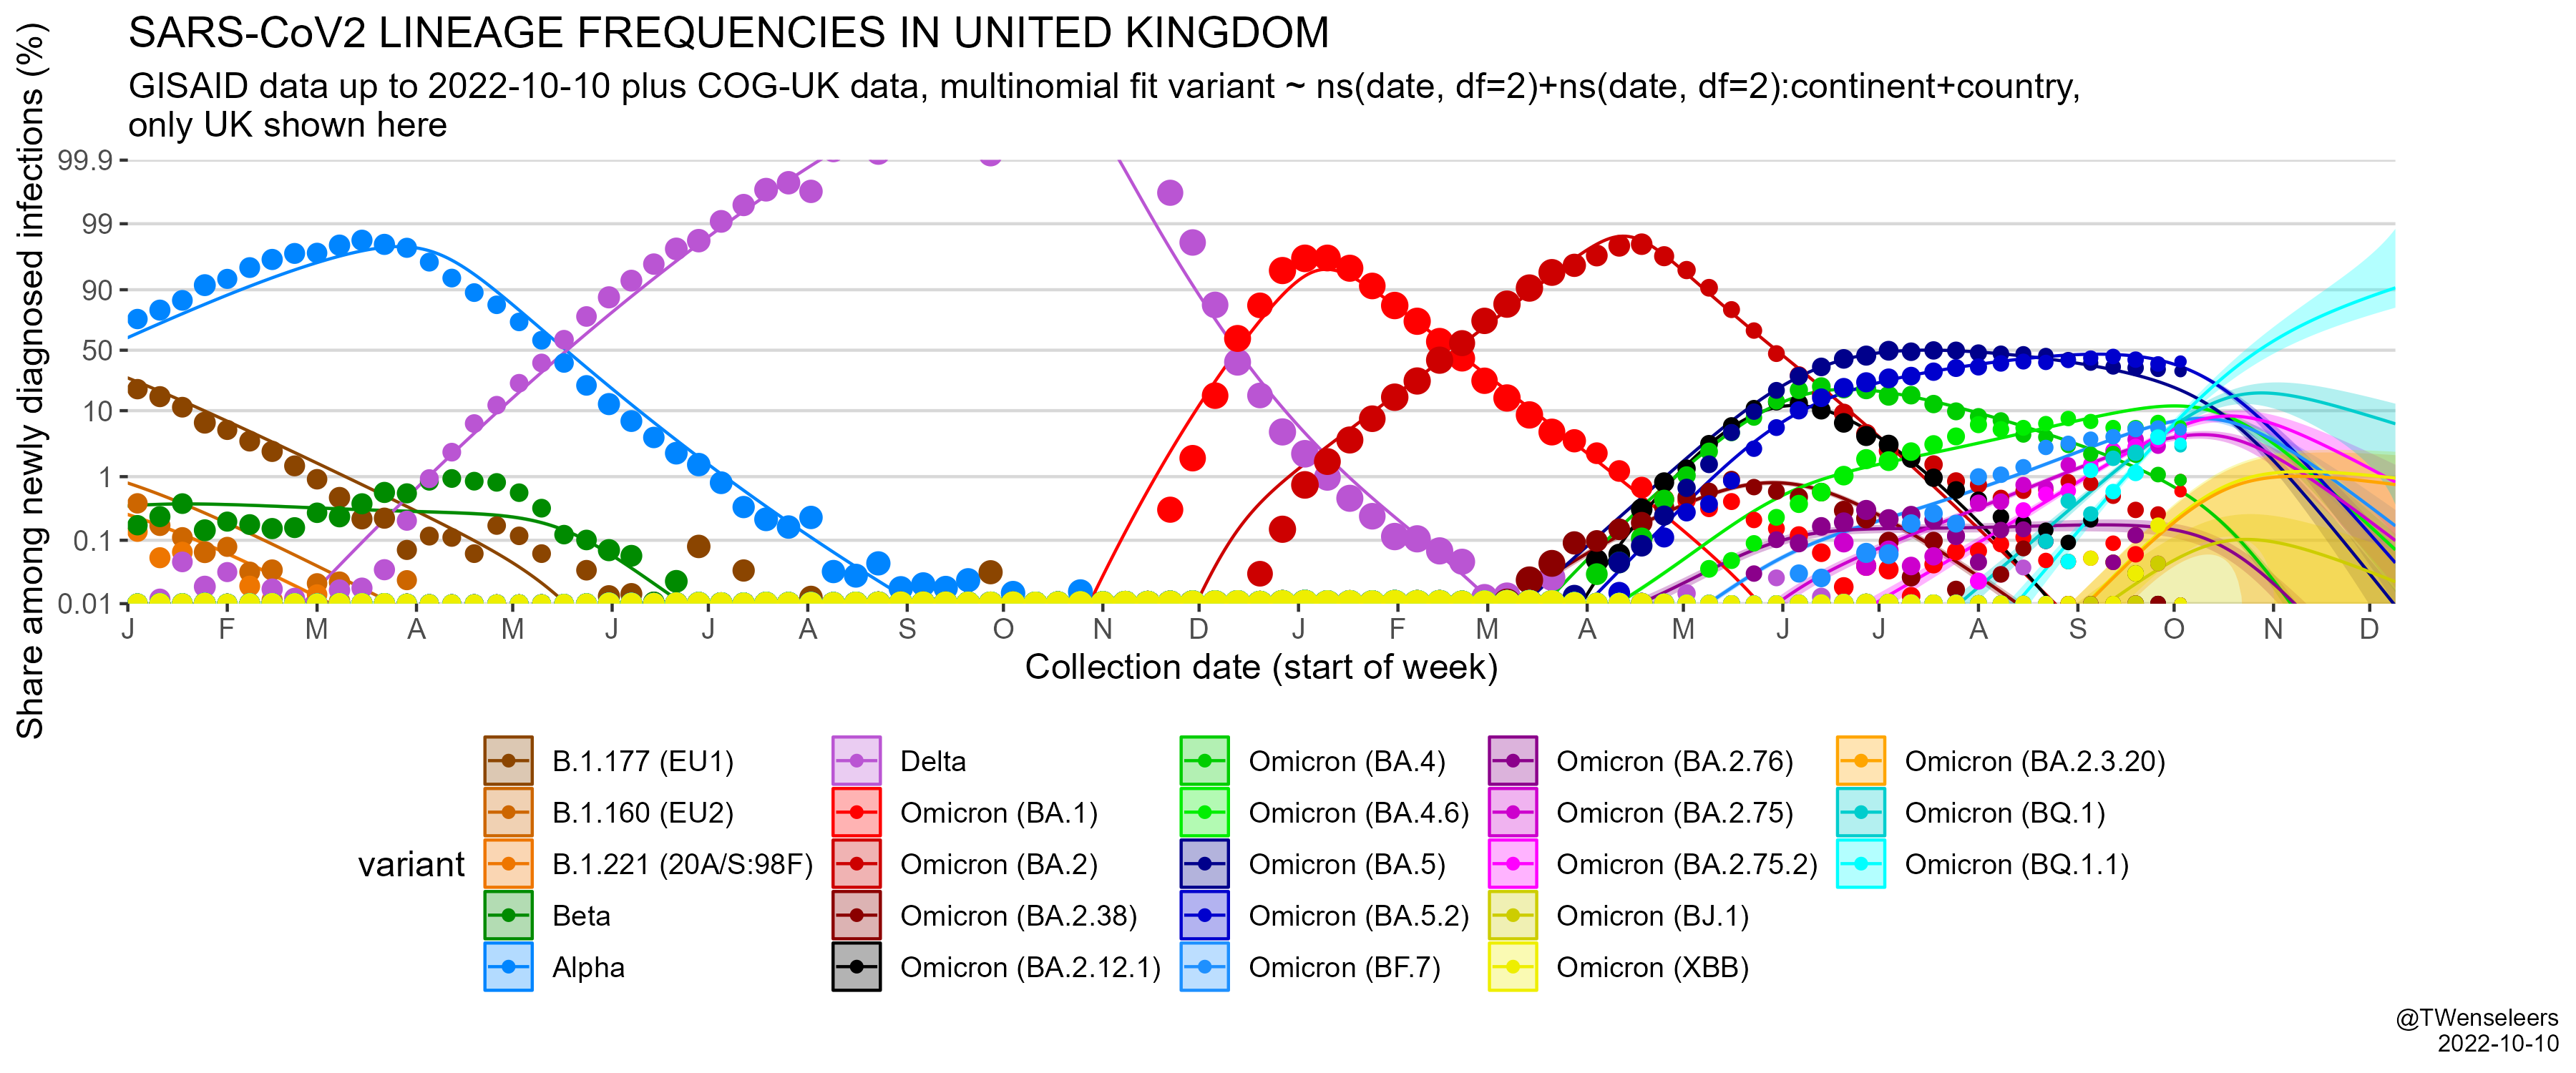 SARS-CoV2 LINEAGE FREQUENCIES IN UNITED KINGDOM
GISAID data up to 2022-10-10 plus COG-UK data, multinomial fit variant ~ ns(date, df=2)+ns(date, df=2):continent+country,
only UK shown here
Share among newly diagnosed infections (%)
99.9
99
90
50
10
1
0.1
0.01
J F M A M J J A S O N D J F M A M J J A S O N D
Collection date (start of week)
variant
B.1.177 (EU1)
B.1.160 (EU2)
B.1.221 (20A/S:98F)
Beta
Alpha
Delta
Omicron (BA.1)
Omicron (BA.2)
Omicron (BA.2.38)
Omicron (BA.2.12.1)
Omicron (BA.4)
Omicron (BA.4.6)
Omicron (BA.5)
Omicron (BA.5.2)
Omicron (BF.7)
Omicron (BA.2.76)
Omicron (BA.2.75)
Omicron (BA.2.75.2)
Omicron (BJ.1)
Omicron (XBB)
Omicron (BA.2.3.20)
Omicron (BQ.1)
Omicron (BQ.1.1)
@TWenseleers
2022-10-10